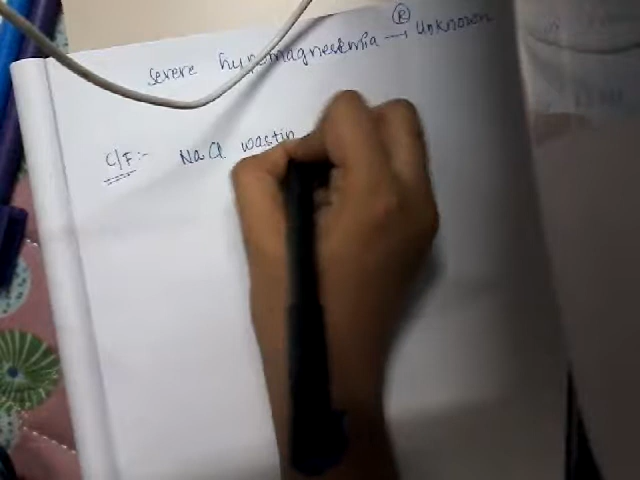 severe hypomagnesemia → Ⓡ Unknown
C/F:- NaCl wastin